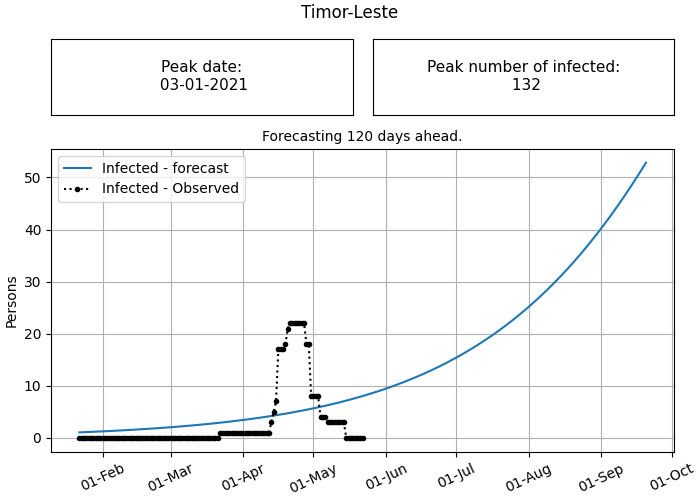 Timor-Leste
Peak date:
03-01-2021
Peak number of infected:
132
Forecasting 120 days ahead.
Infected - forecast
Infected - Observed
Persons
50
40
30
20
10
0
01-Feb
01-Mar
01-Apr
01-May
01-Jun
01-Jul
01-Aug
01-Sep
01-Oct